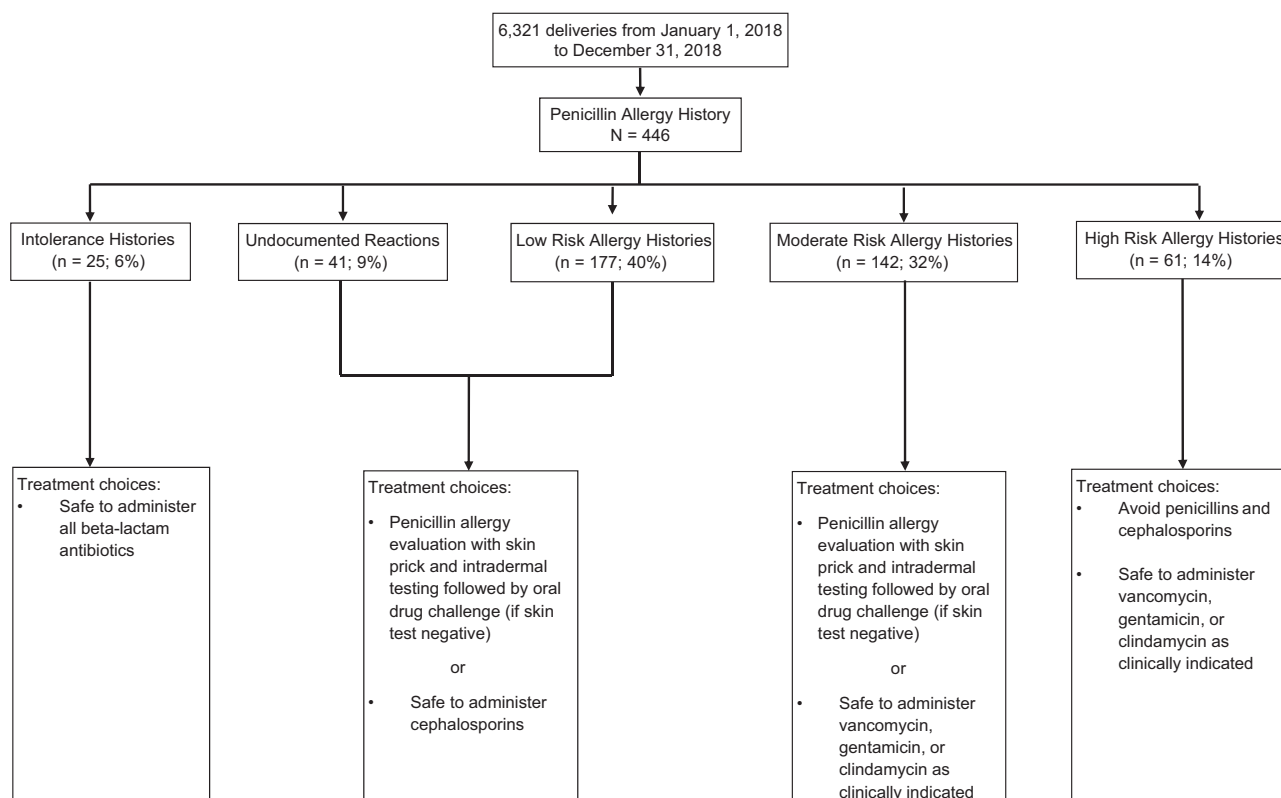 6,321 deliveries from January 1, 2018
to December 31, 2018
Penicillin Allergy History
N = 446
Intolerance Histories
(n = 25; 6%)
Undocumented Reactions
(n = 41; 9%)
Low Risk Allergy Histories
(n = 177; 40%)
Moderate Risk Allergy Histories
(n = 142; 32%)
High Risk Allergy Histories
(n = 61; 14%)
Treatment choices:
• Safe to administer
all beta-lactam
antibiotics
Treatment choices:
• Penicillin allergy
evaluation with skin
prick and intradermal
testing followed by oral
drug challenge (if skin
test negative)
or
• Safe to administer
cephalosporins
Treatment choices:
• Penicillin allergy
evaluation with skin
prick and intradermal
testing followed by oral
drug challenge (if skin
test negative)
or
• Safe to administer
vancomycin,
gentamicin, or
clindamycin as
clinically indicated
Treatment choices:
• Avoid penicillins and
cephalosporins
• Safe to administer
vancomycin,
gentamicin, or
clindamycin as
clinically indicated